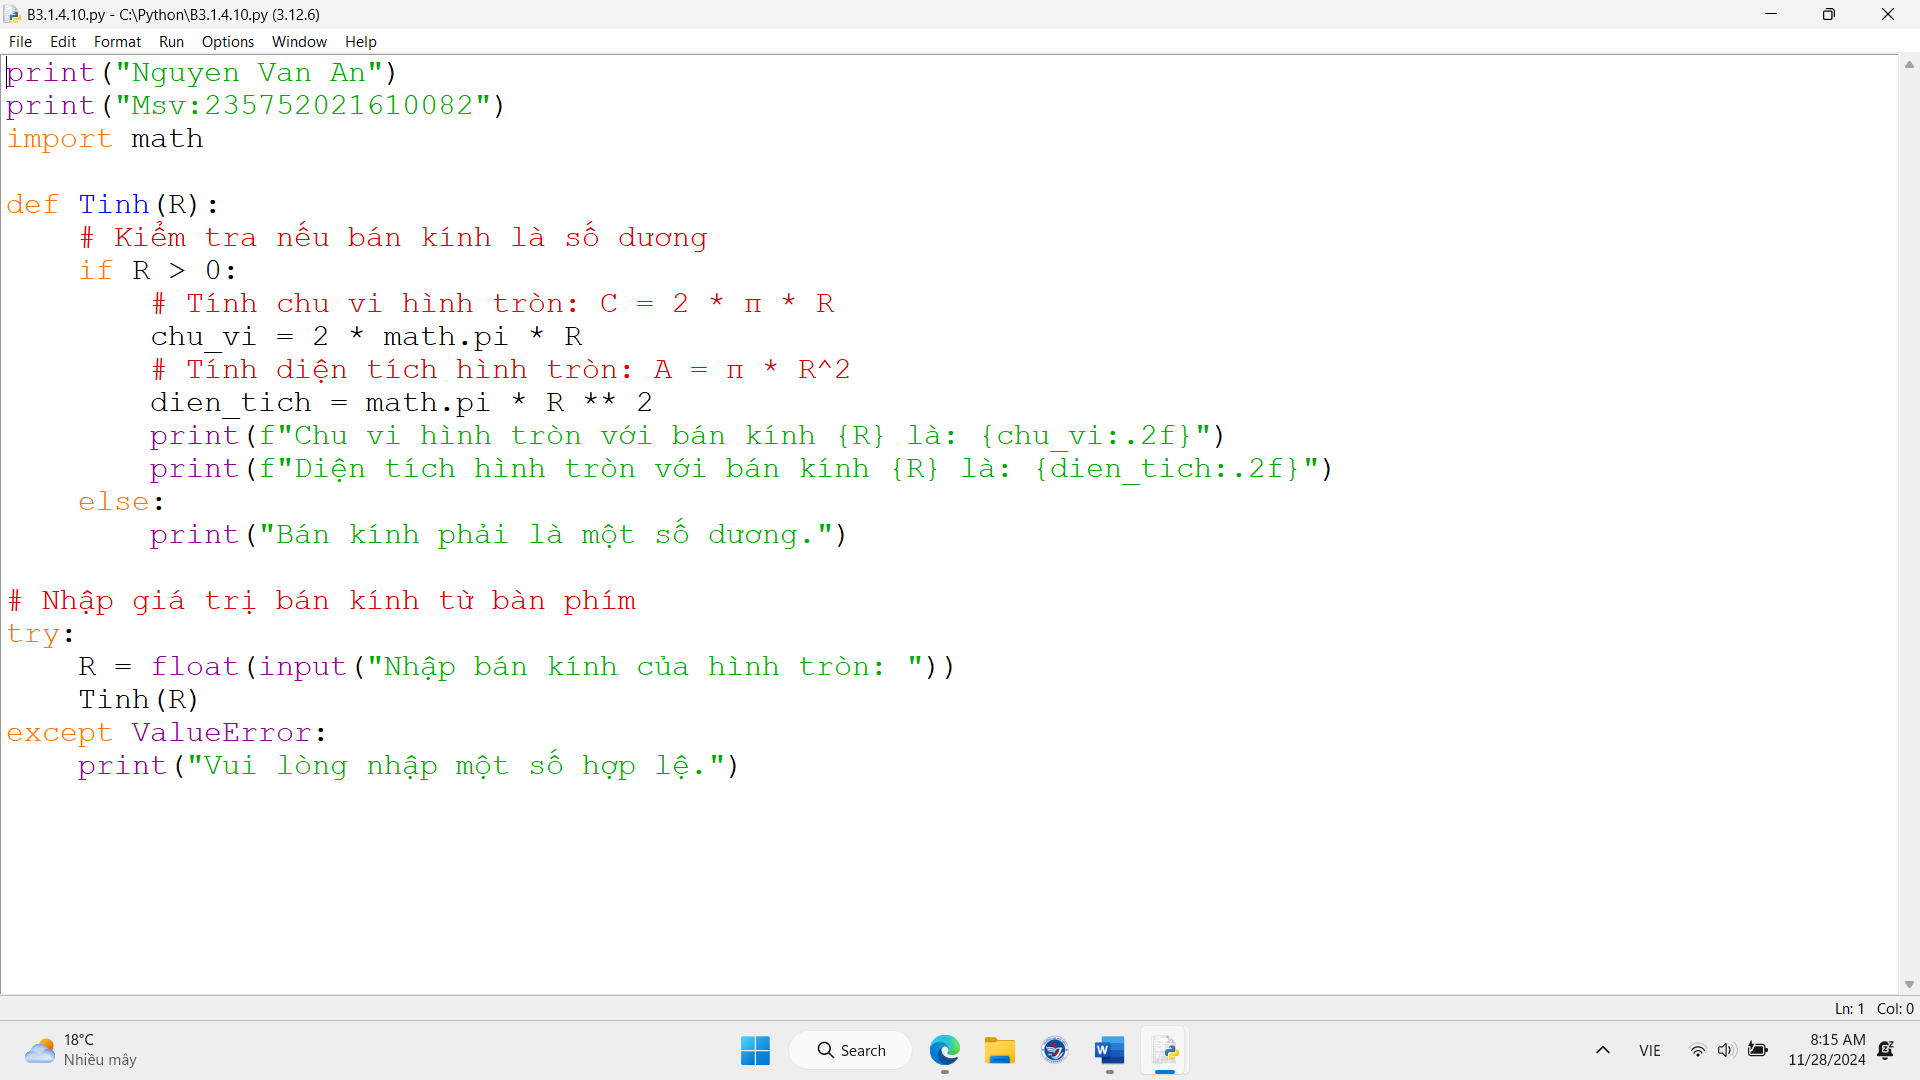 B3.1.4.10.py - C:\Python\B3.1.4.10.py (3.12.6)
File Edit Format Run Options Window Help
print("Nguyen Van An")
print("Msv:235752021610082")
import math
def Tinh(R):
# Kiểm tra nếu bán kính là số dương
if R > 0:
# Tính chu vi hình tròn: C = 2 * π * R
chu_vi = 2 * math.pi * R
# Tính diện tích hình tròn: A = π * R^2
dien_tich = math.pi * R ** 2
print(f"Chu vi hình tròn với bán kính {R} là: {chu_vi:.2f}")
print(f"Diện tích hình tròn với bán kính {R} là: {dien_tich:.2f}")
else:
print("Bán kính phải là một số dương.")
# Nhập giá trị bán kính từ bàn phím
try:
R = float(input("Nhập bán kính của hình tròn: "))
Tinh(R)
except ValueError:
print("Vui lòng nhập một số hợp lệ.")
Ln: 1 Col: 0
18°C
Nhiều mây
Search
VIE
8:15 AM
11/28/2024